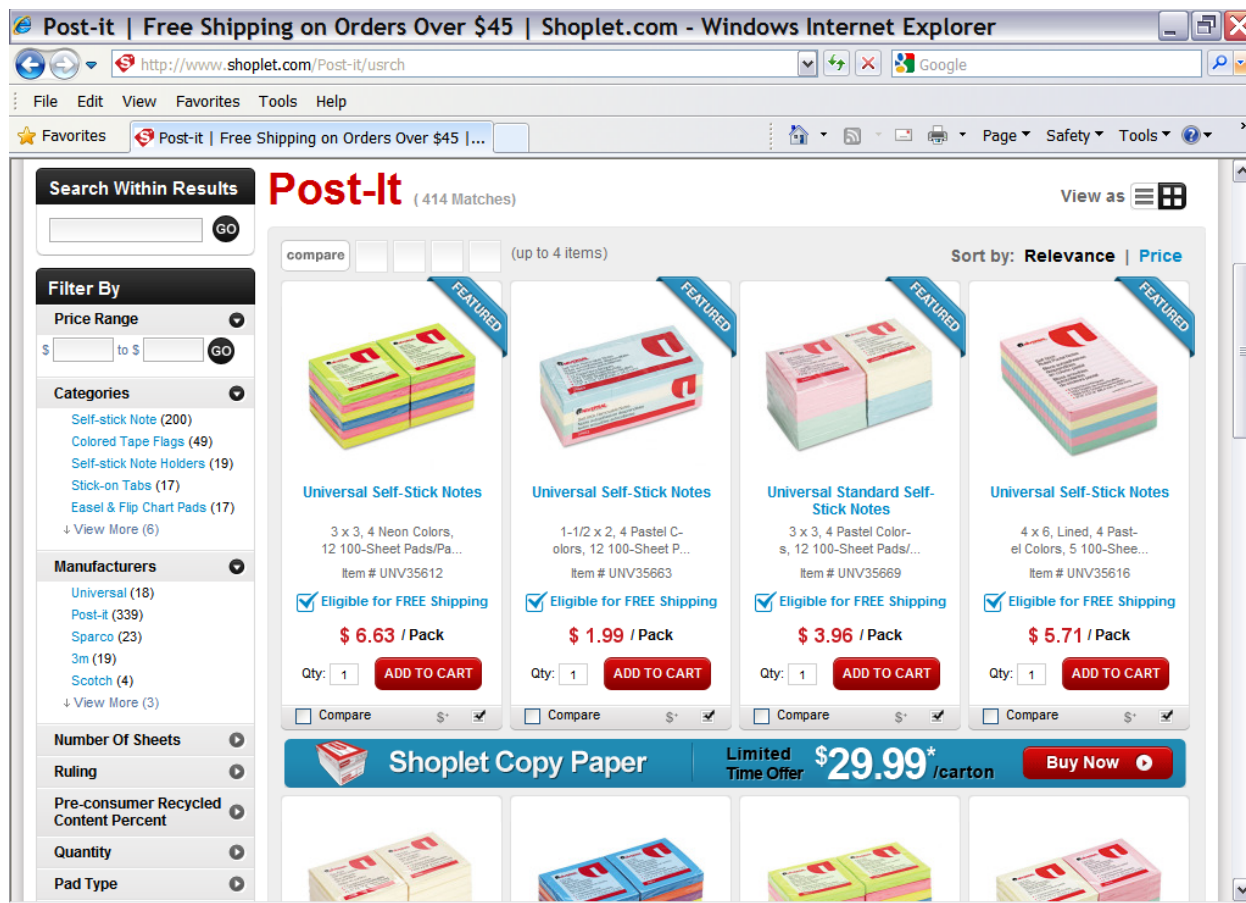 Post-it | Free Shipping on Orders Over $45 | Shoplet.com - Windows Internet Explorer
http://www.shoplet.com/Post-it/usrch
Google
File Edit View Favorites Tools Help
Favorites
Post-it | Free Shipping on Orders Over $45 |...
Page Safety Tools
Search Within Results
GO
Filter By
Price Range
$ to $ GO
Categories
Self-stick Note (200)
Colored Tape Flags (49)
Self-stick Note Holders (19)
Stick-on Tabs (17)
Easel & Flip Chart Pads (17)
↓ View More (6)
Manufacturers
Universal (18)
Post-it (339)
Sparco (23)
3m (19)
Scotch (4)
↓ View More (3)
Number Of Sheets
Ruling
Pre-consumer Recycled
Content Percent
Quantity
Pad Type
Post-It (414 Matches)
View as
compare
(up to 4 items)
Sort by: Relevance | Price
FEATURED
Universal Self-Stick Notes
3 x 3, 4 Neon Colors,
12 100-Sheet Pads/Pa...
Item # UNV35612
Eligible for FREE Shipping
$ 6.63 / Pack
Qty: 1 ADD TO CART
Compare $+
FEATURED
Universal Self-Stick Notes
1-1/2 x 2, 4 Pastel C-
olors, 12 100-Sheet P...
Item # UNV35663
Eligible for FREE Shipping
$ 1.99 / Pack
Qty: 1 ADD TO CART
Compare $+
FEATURED
Universal Standard Self-
Stick Notes
3 x 3, 4 Pastel Color-
s, 12 100-Sheet Pads/...
Item # UNV35669
Eligible for FREE Shipping
$ 3.96 / Pack
Qty: 1 ADD TO CART
Compare $+
FEATURED
Universal Self-Stick Notes
4 x 6, Lined, 4 Past-
el Colors, 5 100-Shee...
Item # UNV35616
Eligible for FREE Shipping
$ 5.71 / Pack
Qty: 1 ADD TO CART
Compare $+
Shoplet Copy Paper
Limited
Time Offer
$29.99*
/carton
Buy Now